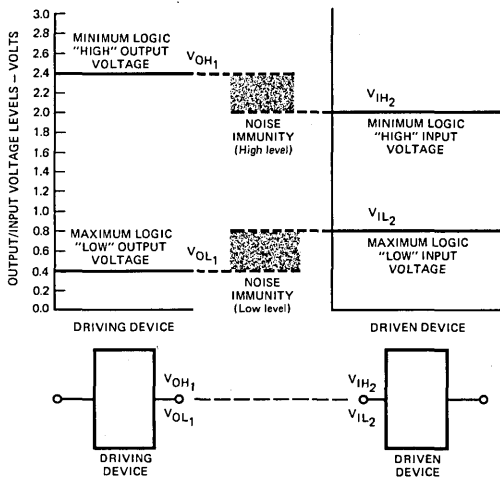 OUTPUT/INPUT VOLTAGE LEVELS – VOLTS
3.0
2.8
2.6
2.4
2.2
2.0
1.8
1.6
1.4
1.2
1.0
0.8
0.6
0.4
0.2
0.0
MINIMUM LOGIC
"HIGH" OUTPUT
VOLTAGE
VOH1
NOISE
IMMUNITY
(High level)
VIH2
MINIMUM LOGIC
"HIGH" INPUT
VOLTAGE
MAXIMUM LOGIC
"LOW" OUTPUT
VOLTAGE
VOL1
NOISE
IMMUNITY
(Low level)
VIL2
MAXIMUM LOGIC
"LOW" INPUT
VOLTAGE
DRIVING DEVICE
DRIVEN DEVICE
VOH1
VOL1
VIH2
VIL2
DRIVING
DEVICE
DRIVEN
DEVICE